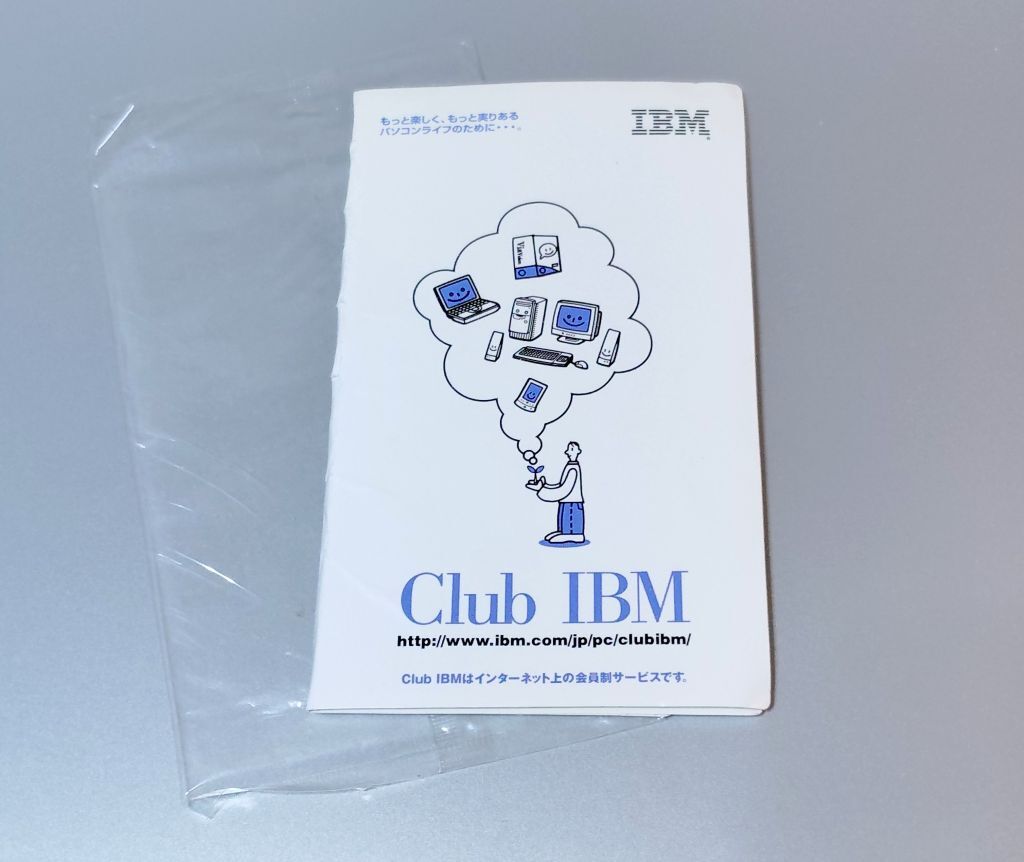 もっと楽しく、もっと実りある
パソコンライフのために・・・。
IBM
Club IBM
http://www.ibm.com/jp/pc/clubibm/
Club IBMはインターネット上の会員制サービスです。